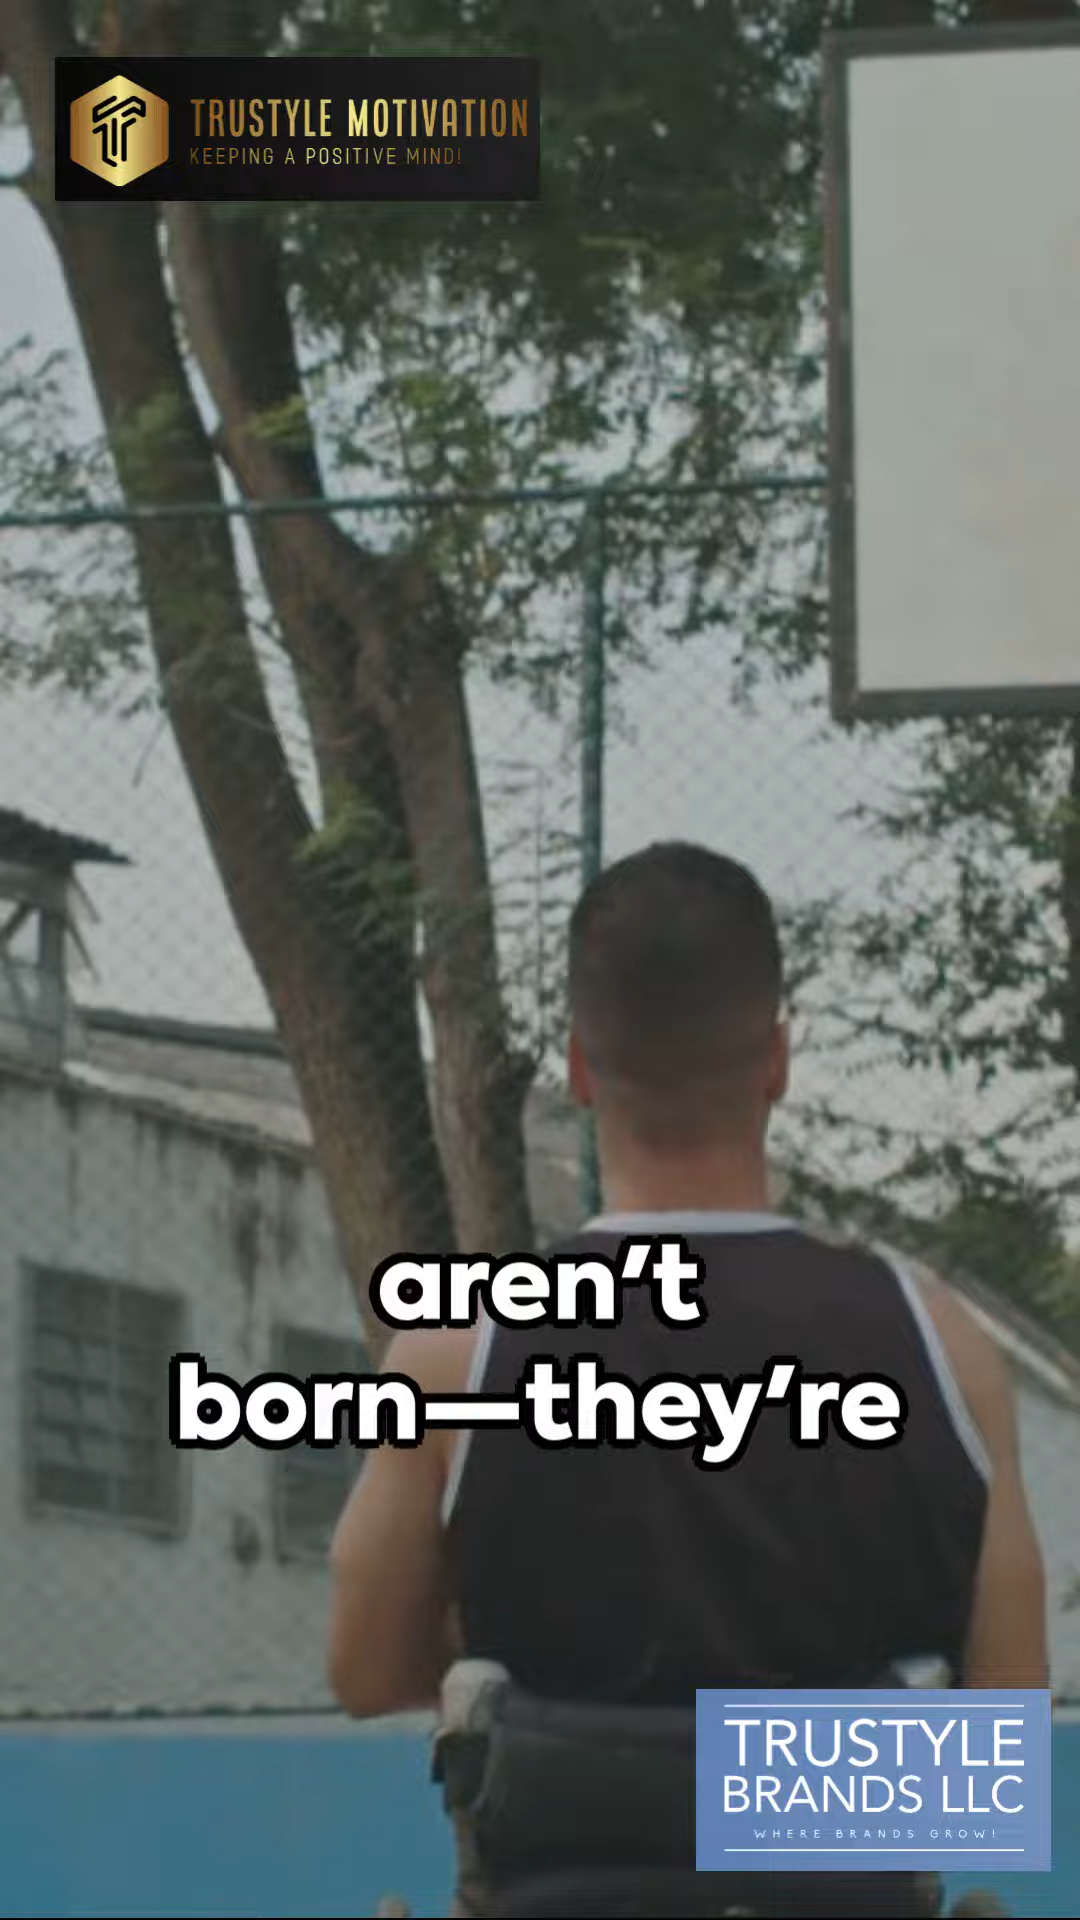 TRUSTYLE MOTIVATION
KEEPING A POSITIVE MIND!
aren’t
born—they’re
TRUSTYLE
BRANDS LLC
WHERE BRANDS GROW!